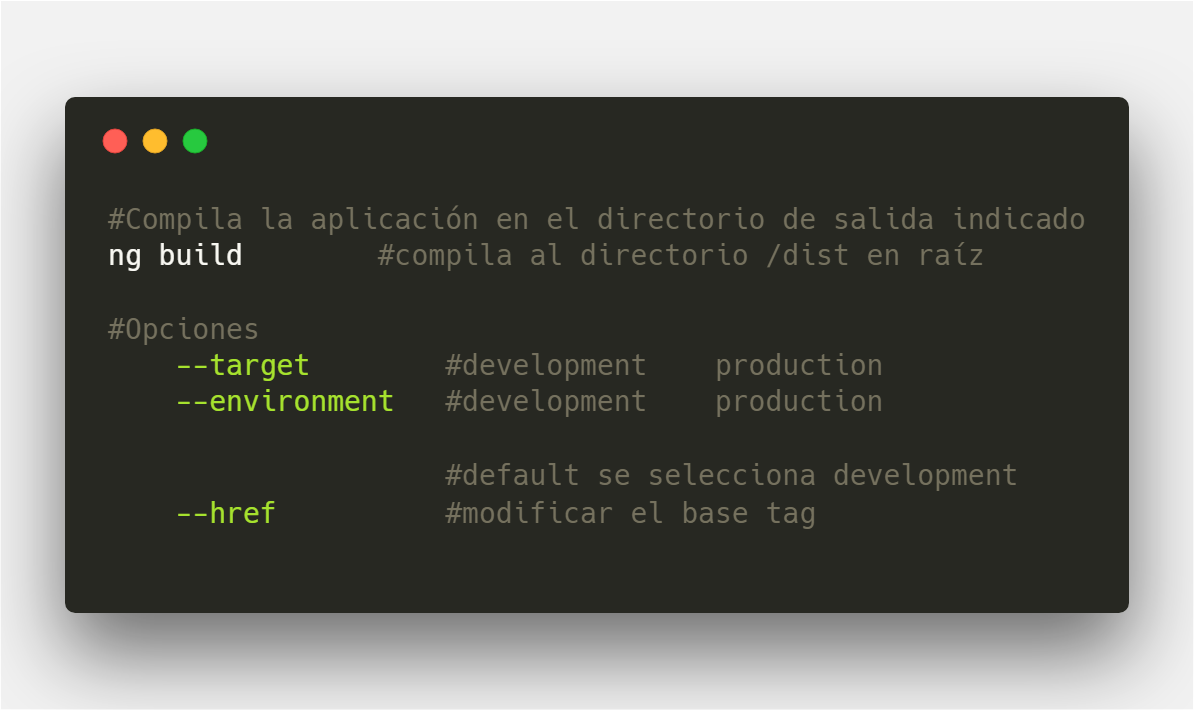 #Compila la aplicación en el directorio de salida indicado
ng build        #compila al directorio /dist en raíz
#Opciones
    --target        #development    production
    --environment   #development    production
                    #default se selecciona development
    --href          #modificar el base tag